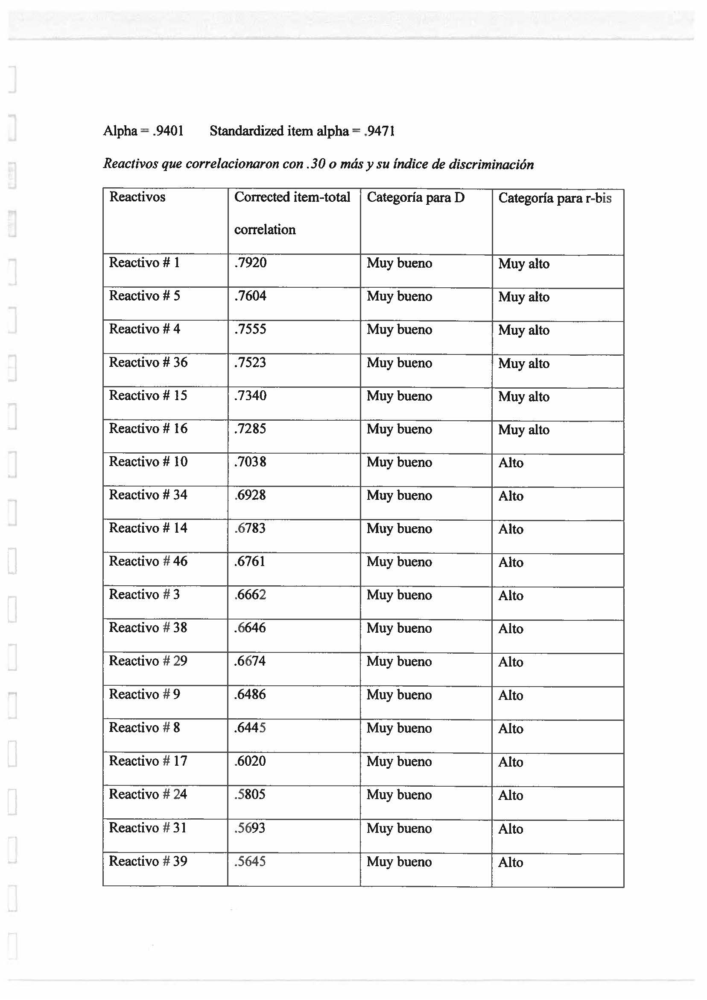 Alpha = .9401 Standardized item alpha = .9471
Reactivos que correlacionaron con .30 o más y su índice de discriminación
Reactivos Corrected item-total Categoría para D Categoría para r-bis
correlation
Reactivo # 1 .7920 Muy bueno Muy alto
Reactivo # 5 .7604 Muy bueno Muy alto
Reactivo # 4 .7555 Muy bueno Muy alto
Reactivo # 36 .7523 Muy bueno Muy alto
Reactivo # 15 .7340 Muy bueno Muy alto
Reactivo # 16 .7285 Muy bueno Muy alto
Reactivo # 10 .7038 Muy bueno Alto
Reactivo # 34 .6928 Muy bueno Alto
Reactivo # 14 .6783 Muy bueno Alto
Reactivo # 46 .6761 Muy bueno Alto
Reactivo # 3 .6662 Muy bueno Alto
Reactivo # 38 .6646 Muy bueno Alto
Reactivo # 29 .6674 Muy bueno Alto
Reactivo # 9 .6486 Muy bueno Alto
Reactivo # 8 .6445 Muy bueno Alto
Reactivo # 17 .6020 Muy bueno Alto
Reactivo # 24 .5805 Muy bueno Alto
Reactivo # 31 .5693 Muy bueno Alto
Reactivo # 39 .5645 Muy bueno Alto